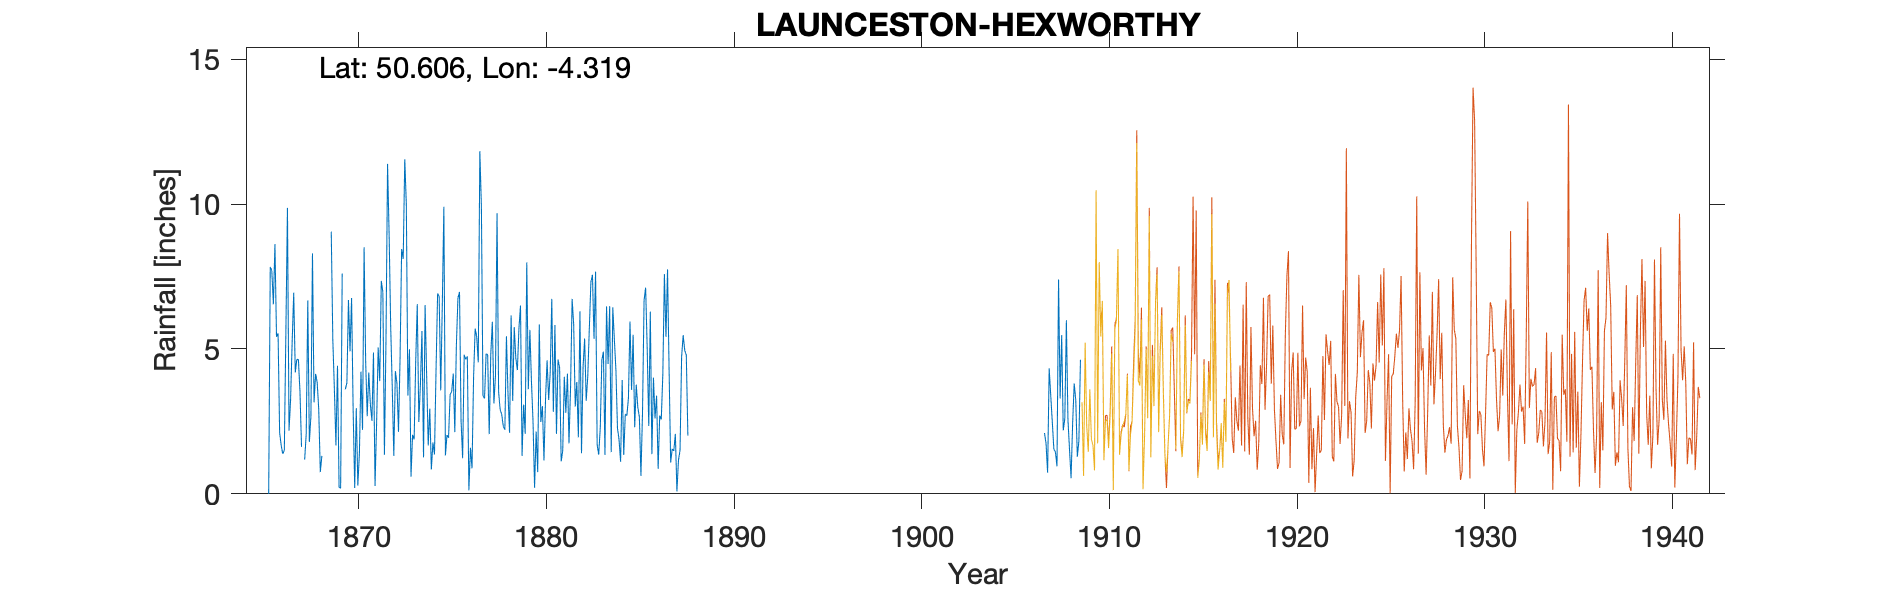 LAUNCESTON-HEXWORTHY
Lat: 50.606, Lon: -4.319
15
10
5
0
Rainfall [inches]
1870 1880 1890 1900 1910 1920 1930 1940
Year